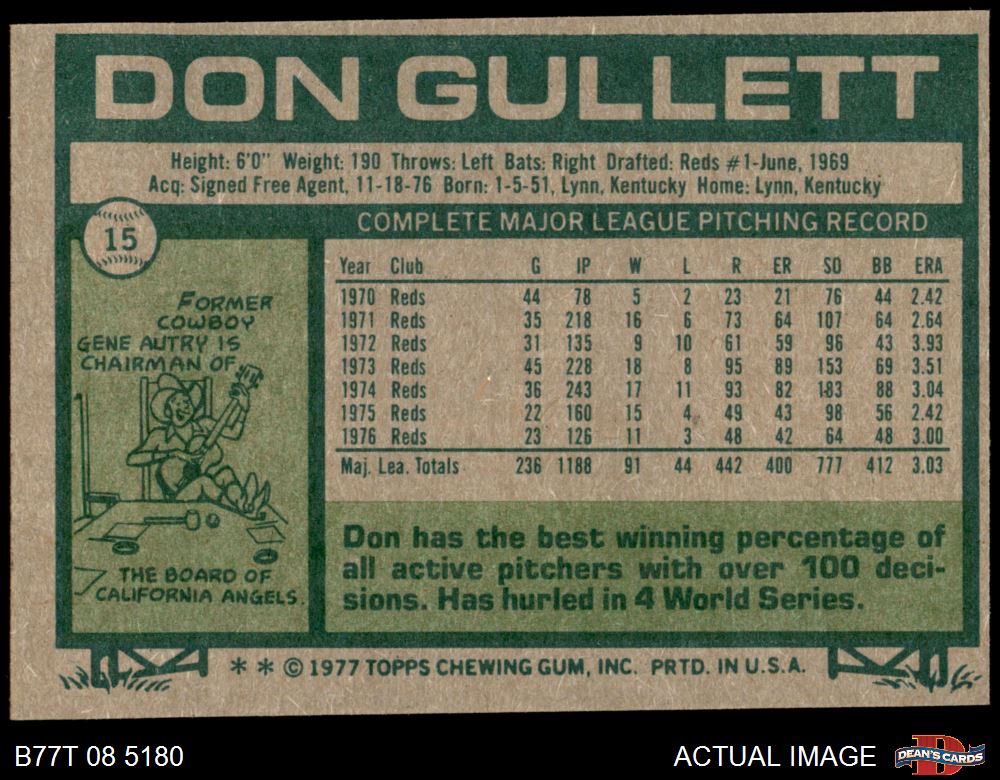 DON GULLETT
Height: 6'0" Weight: 190 Throws: Left Bats: Right Drafted: Reds #1-June, 1969
Acq: Signed Free Agent, 11-18-76 Born: 1-5-51, Lynn, Kentucky Home: Lynn, Kentucky
15
COMPLETE MAJOR LEAGUE PITCHING RECORD
Year Club G IP W L R ER SO BB ERA
1970 Reds 44 78 5 2 23 21 76 44 2.42
1971 Reds 35 218 16 6 73 64 107 64 2.64
1972 Reds 31 135 9 10 61 59 96 43 3.93
1973 Reds 45 228 18 8 95 89 153 69 3.51
1974 Reds 36 243 17 11 93 82 183 88 3.04
1975 Reds 22 160 15 4 49 43 98 56 2.42
1976 Reds 23 126 11 3 48 42 64 48 3.00
Maj. Lea. Totals 236 1188 91 44 442 400 777 412 3.03
FORMER
COWBOY
GENE AUTRY IS
CHAIRMAN OF
THE BOARD OF
CALIFORNIA ANGELS.
Don has the best winning percentage of
all active pitchers with over 100 deci-
sions. Has hurled in 4 World Series.
* * © 1977 TOPPS CHEWING GUM, INC. PRTD. IN U.S.A.
B77T 08 5180
ACTUAL IMAGE
DEAN'S CARDS